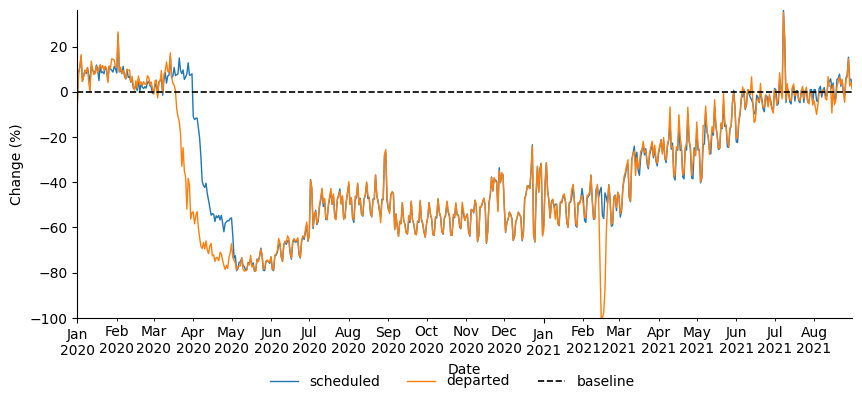 Change (%)
20
0
−20
−40
−60
−80
−100
Jan Feb Mar Apr May Jun Jul Aug Sep Oct Nov Dec Jan Feb Mar Apr May Jun Jul Aug
2020 2020 2020 2020 2020 2020 2020 2020 2020 2020 2020 2020 2021 2021 2021 2021 2021 2021 2021 2021
Date
scheduled departed baseline